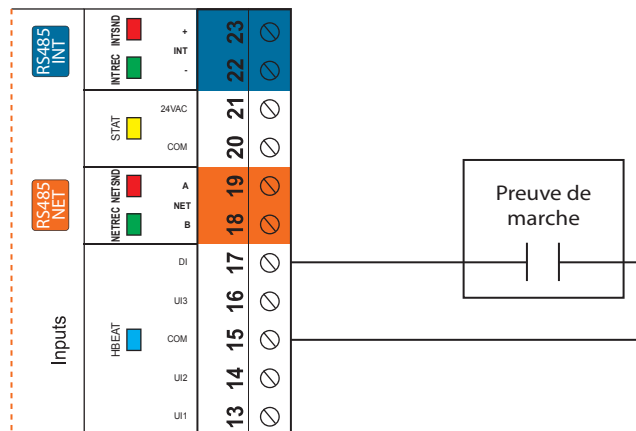 RS485
INT
INTSND
INTREC
+
INT
-
23
22
STAT
24VAC
COM
21
20
RS485
NET
NETSND
NETREC
A
NET
B
19
18
Preuve de
marche
Inputs
HBEAT
DI
17
UI3
16
COM
15
UI2
14
UI1
13